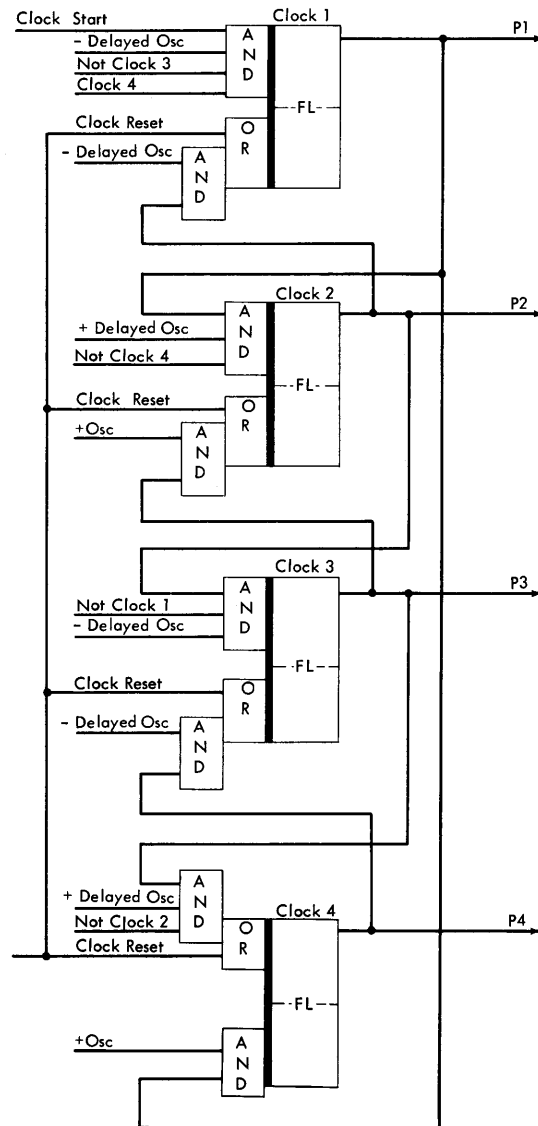 Clock Start
Clock 1
P1
- Delayed Osc
Not Clock 3
Clock 4
AND
-FL-
Clock Reset
OR
- Delayed Osc
AND
Clock 2
P2
AND
+ Delayed Osc
Not Clock 4
-FL-
Clock Reset
OR
+Osc
AND
Clock 3
P3
AND
Not Clock 1
- Delayed Osc
-FL-
Clock Reset
OR
- Delayed Osc
AND
AND
+ Delayed Osc
Not Clock 2
Clock Reset
OR
Clock 4
P4
-FL-
+Osc
AND